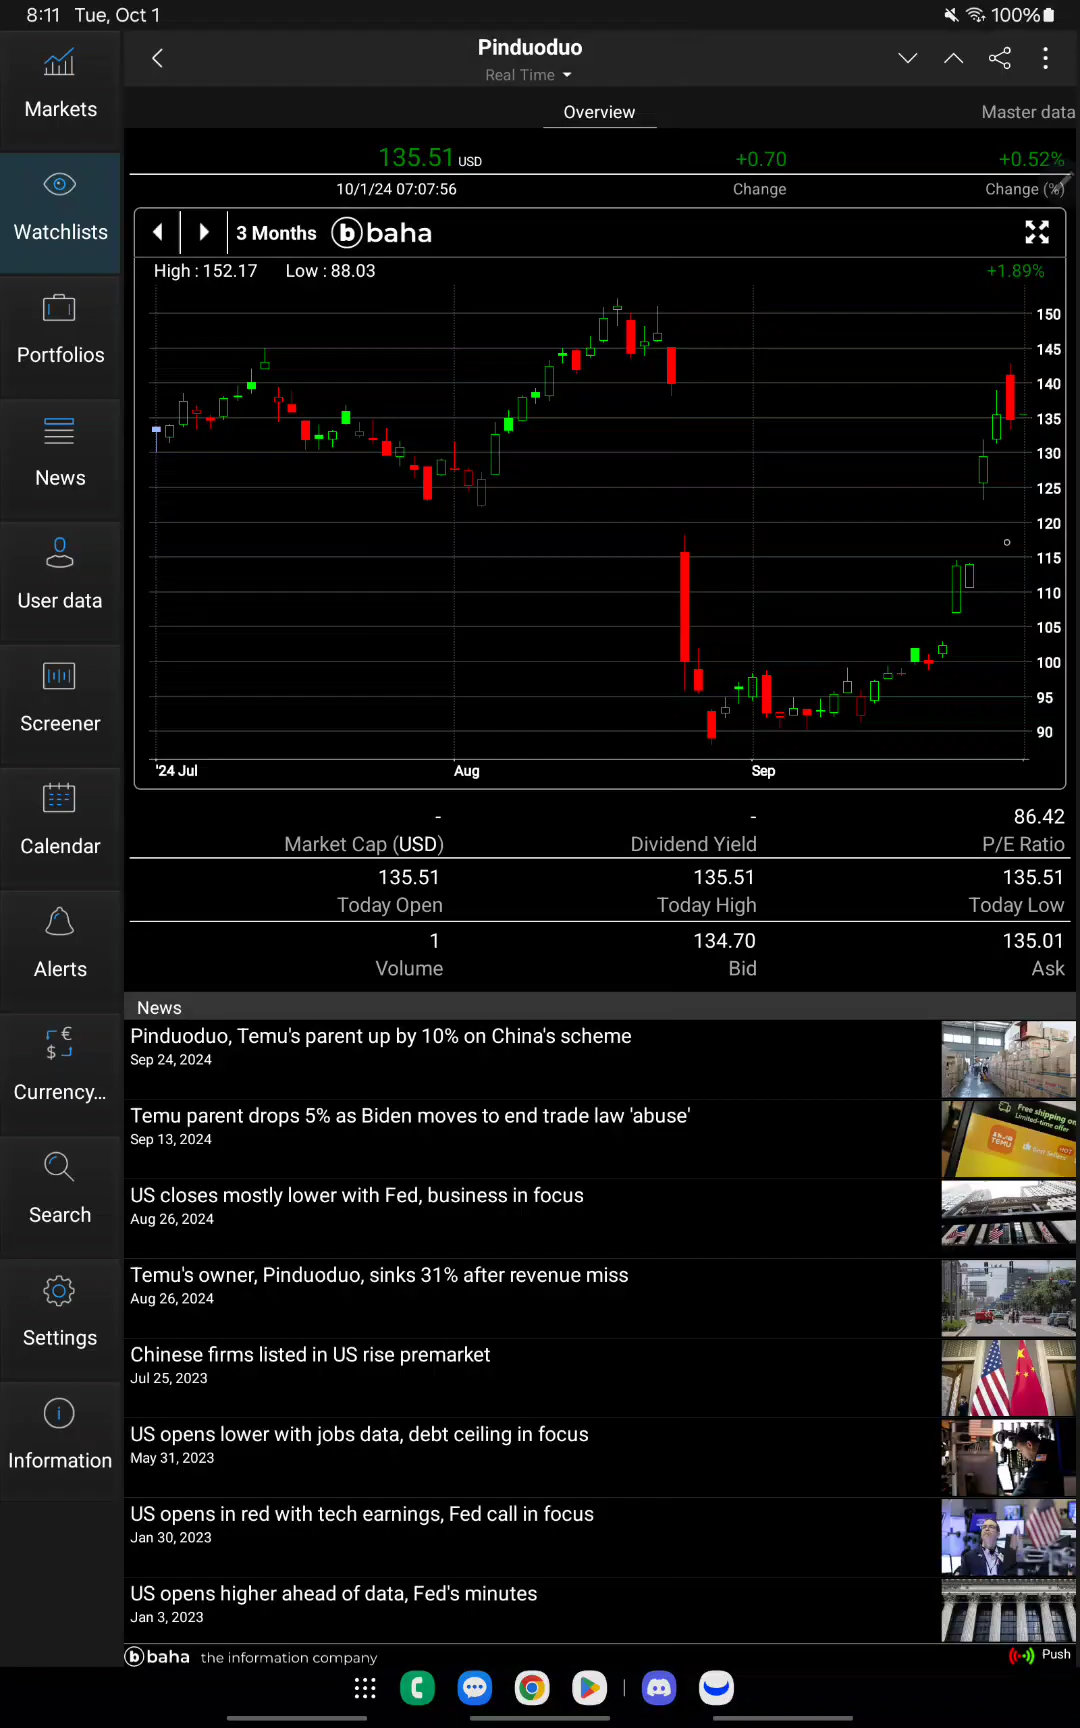 8:11 Tue, Oct 1 100%
Markets
Watchlists
Portfolios
News
User data
Screener
Calendar
Alerts
Currency...
Search
Settings
Information
Pinduoduo
Real Time
Overview Master data
135.51 USD +0.70 +0.52%
10/1/24 07:07:56 Change Change (%)
3 Months baha
High : 152.17 Low : 88.03 +1.89%
150
145
140
135
130
125
120
115
110
105
100
95
90
'24 Jul Aug Sep
- - 86.42
Market Cap (USD) Dividend Yield P/E Ratio
135.51 135.51 135.51
Today Open Today High Today Low
1 134.70 135.01
Volume Bid Ask
News
Pinduoduo, Temu's parent up by 10% on China's scheme
Sep 24, 2024
Temu parent drops 5% as Biden moves to end trade law 'abuse'
Sep 13, 2024
Free shipping on
Limited-time offer
TEMU
US closes mostly lower with Fed, business in focus
Aug 26, 2024
Temu's owner, Pinduoduo, sinks 31% after revenue miss
Aug 26, 2024
Chinese firms listed in US rise premarket
Jul 25, 2023
US opens lower with jobs data, debt ceiling in focus
May 31, 2023
US opens in red with tech earnings, Fed call in focus
Jan 30, 2023
US opens higher ahead of data, Fed's minutes
Jan 3, 2023
baha the information company Push